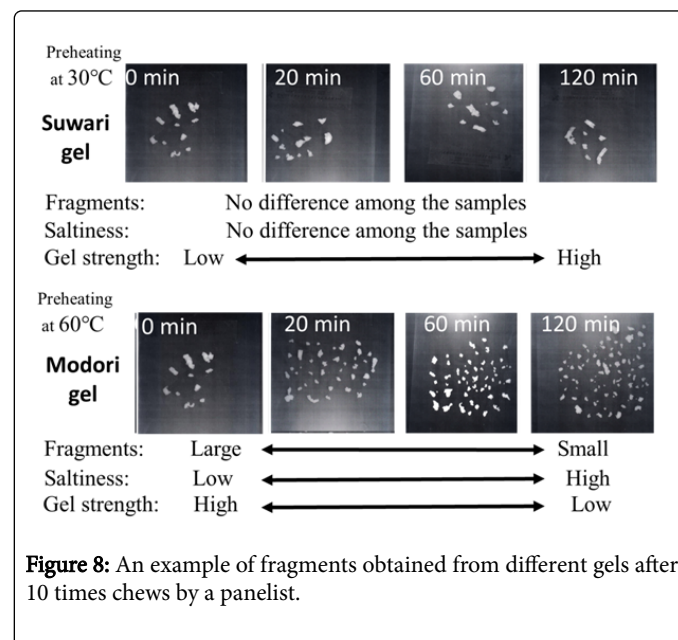 Preheating
at 30℃
0 min 20 min 60 min 120 min
Suwari
gel
Fragments: No difference among the samples
Saltiness: No difference among the samples
Gel strength: Low High
Preheating
at 60℃
0 min 20 min 60 min 120 min
Modori
gel
Fragments: Large Small
Saltiness: Low High
Gel strength: High Low
Figure 8: An example of fragments obtained from different gels after
10 times chews by a panelist.